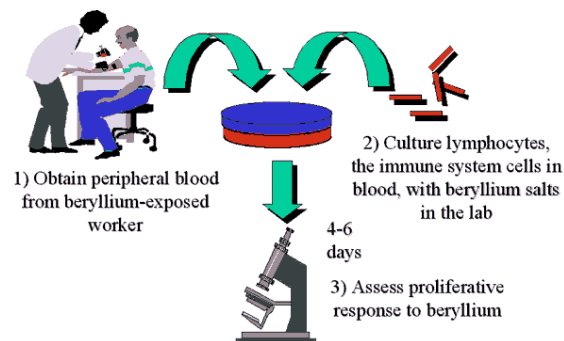 1) Obtain peripheral blood
from beryllium-exposed
worker
2) Culture lymphocytes,
the immune system cells in
blood, with beryllium salts
in the lab
4-6
days
3) Assess proliferative
response to beryllium